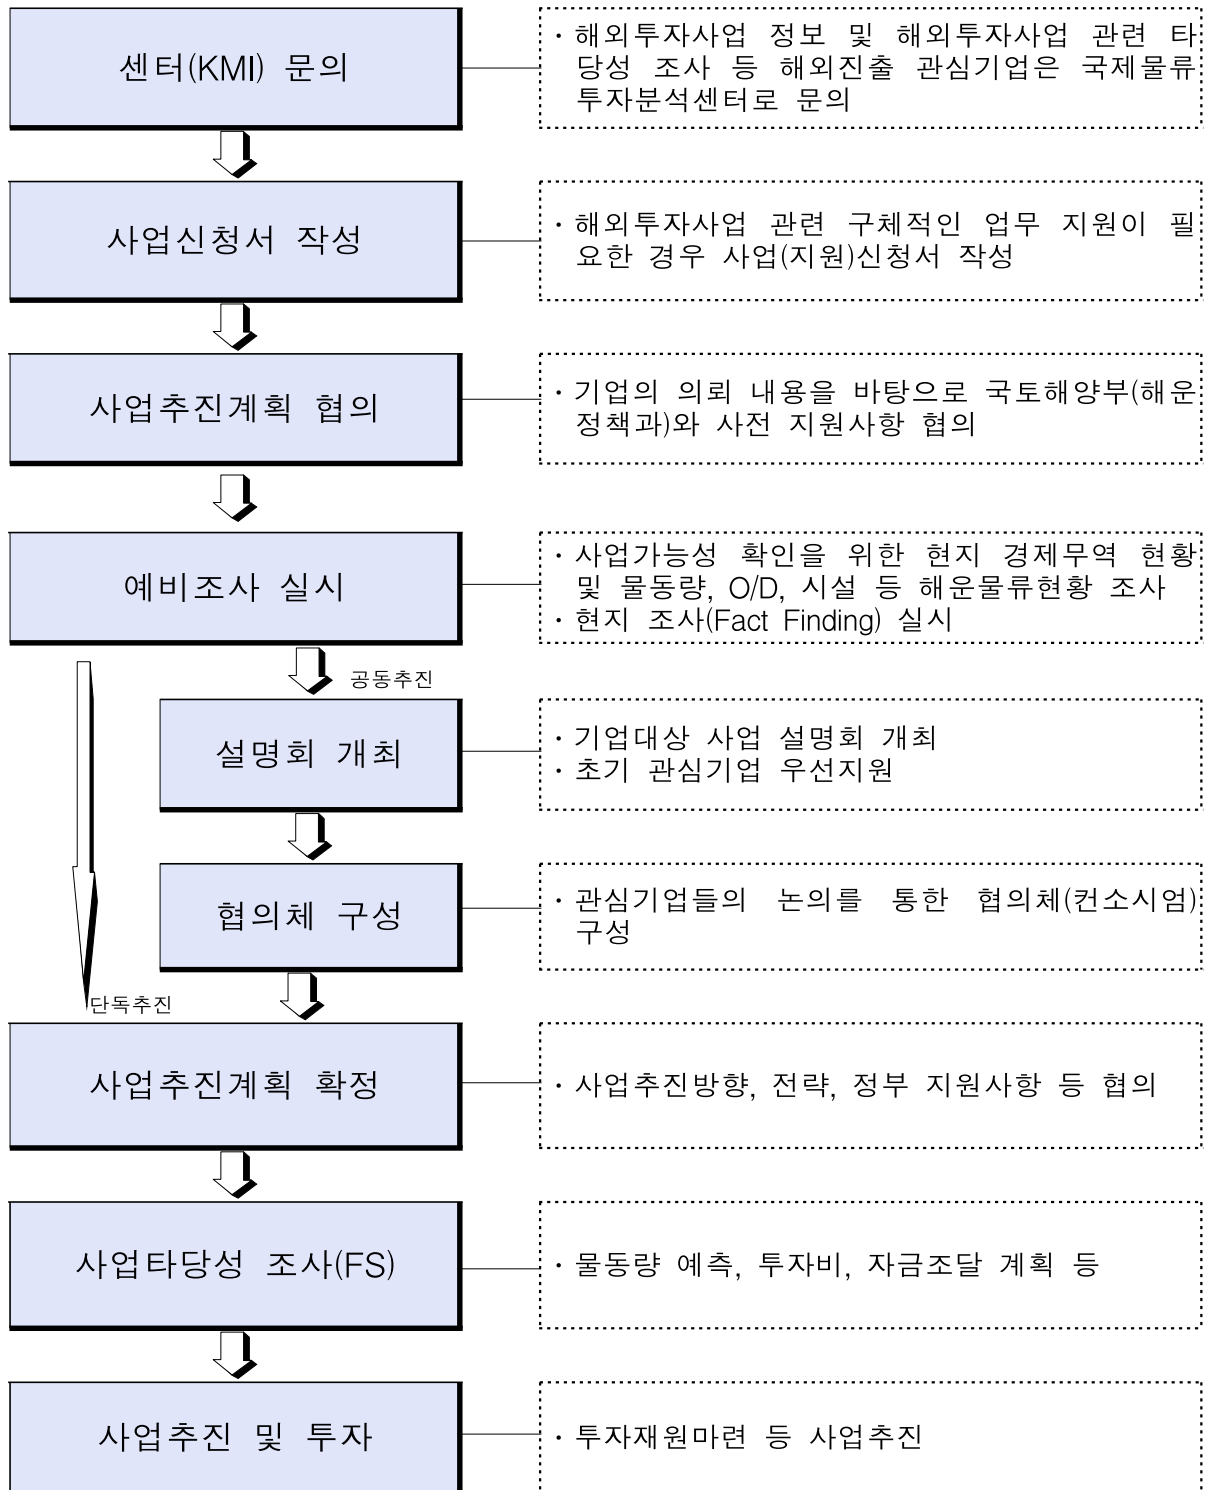 센터(KMI) 문의
· 해외투자사업 정보 및 해외투자사업 관련 타
당성 조사 등 해외진출 관심기업은 국제물류
투자분석센터로 문의
사업신청서 작성
· 해외투자사업 관련 구체적인 업무 지원이 필
요한 경우 사업(지원)신청서 작성
사업추진계획 협의
· 기업의 의뢰 내용을 바탕으로 국토해양부(해운
정책과)와 사전 지원사항 협의
예비조사 실시
· 사업가능성 확인을 위한 현지 경제무역 현황
및 물동량, O/D, 시설 등 해운물류현황 조사
· 현지 조사(Fact Finding) 실시
공동추진
설명회 개최
· 기업대상 사업 설명회 개최
· 초기 관심기업 우선지원
협의체 구성
· 관심기업들의 논의를 통한 협의체(컨소시엄)
구성
단독추진
사업추진계획 확정
· 사업추진방향, 전략, 정부 지원사항 등 협의
사업타당성 조사(FS)
· 물동량 예측, 투자비, 자금조달 계획 등
사업추진 및 투자
· 투자재원마련 등 사업추진